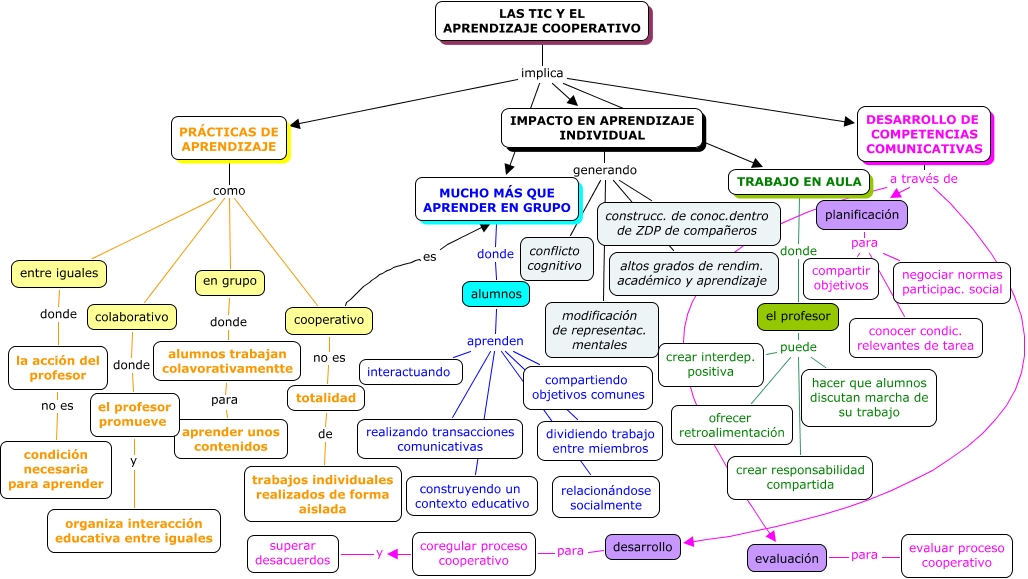 LAS TIC Y EL
APRENDIZAJE COOPERATIVO
implica
PRÁCTICAS DE
APRENDIZAJE
como
entre iguales
donde
la acción del
profesor
no es
condición
necesaria
para aprender
colaborativo
donde
el profesor
promueve
y
organiza interacción
educativa entre iguales
en grupo
donde
alumnos trabajan
colavorativamentte
para
aprender unos
contenidos
cooperativo
no es
totalidad
de
trabajos individuales
realizados de forma
aislada
es
MUCHO MÁS QUE
APRENDER EN GRUPO
donde
alumnos
aprenden
interactuando
compartiendo
objetivos comunes
realizando transacciones
comunicativas
dividiendo trabajo
entre miembros
construyendo un
contexto educativo
relacionándose
socialmente
IMPACTO EN APRENDIZAJE
INDIVIDUAL
generando
conflicto
cognitivo
construcc. de conoc.dentro
de ZDP de compañeros
altos grados de rendim.
académico y aprendizaje
modificación
de representac.
mentales
TRABAJO EN AULA
donde
el profesor
puede
crear interdep.
positiva
ofrecer
retroalimentación
hacer que alumnos
discutan marcha de
su trabajo
crear responsabilidad
compartida
DESARROLLO DE
COMPETENCIAS
COMUNICATIVAS
a través de
planificación
para
compartir
objetivos
negociar normas
participac. social
conocer condic.
relevantes de tarea
desarrollo
para
coregular proceso
cooperativo
y
superar
desacuerdos
evaluación
para
evaluar proceso
cooperativo